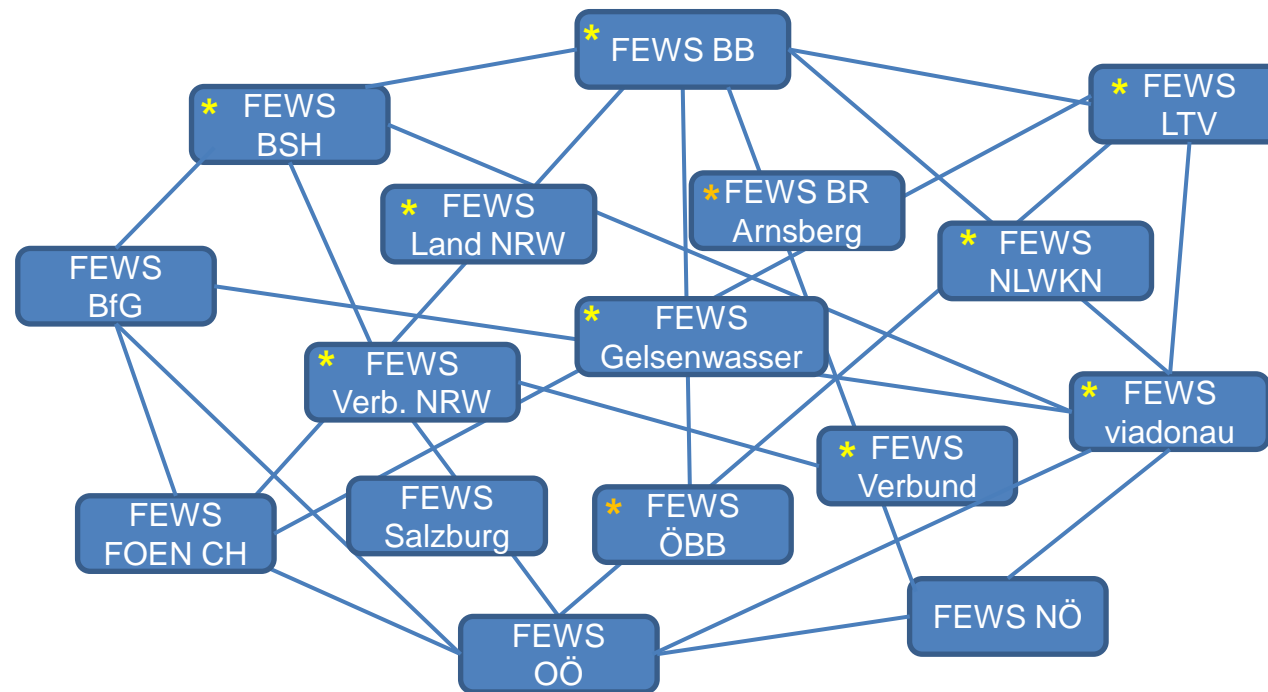 * FEWS BB
* FEWS
BSH
* FEWS
LTV
* FEWS
Land NRW
* FEWS BR
Arnsberg
* FEWS
NLWKN
FEWS
BfG
* FEWS
Gelsenwasser
* FEWS
Verb. NRW
* FEWS
viadonau
* FEWS
Verbund
FEWS
FOEN CH
FEWS
Salzburg
* FEWS
ÖBB
FEWS NÖ
FEWS
OÖ